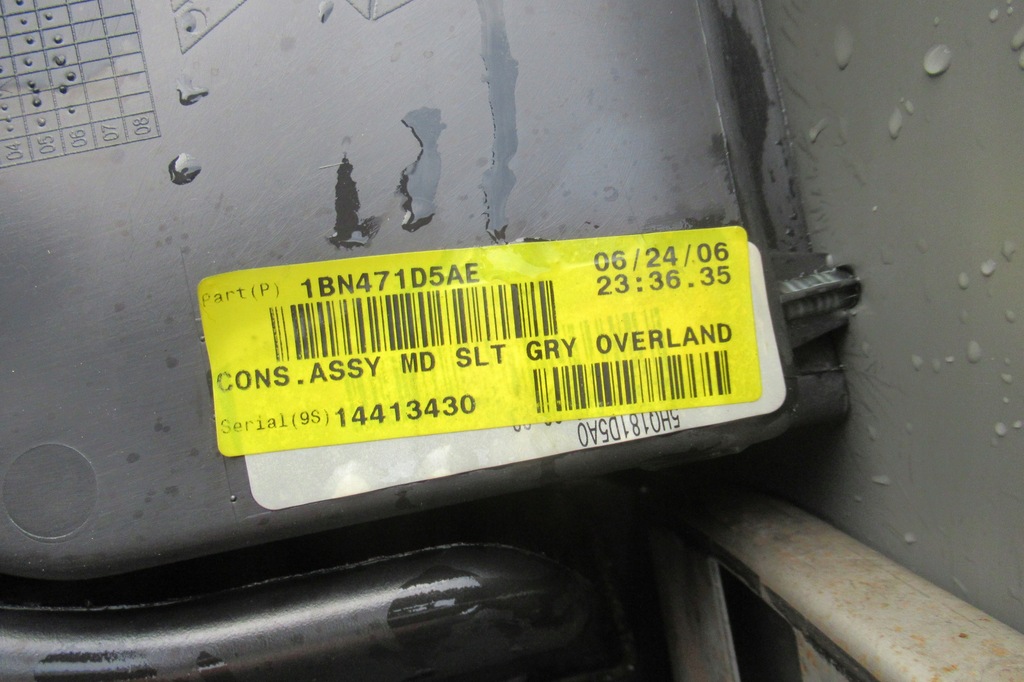 04 05 06 07 08
Part(P) 1BN471D5AE
06/24/06
23:36.35
CONS.ASSY MD SLT GRY OVERLAND
Serial(9S) 14413430
5HQ181D5AO